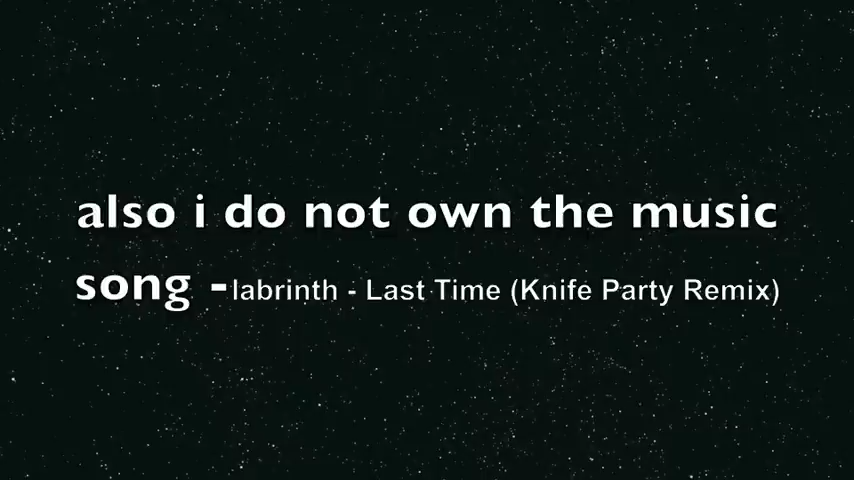 also i do not own the music
song -labrinth - Last Time (Knife Party Remix)